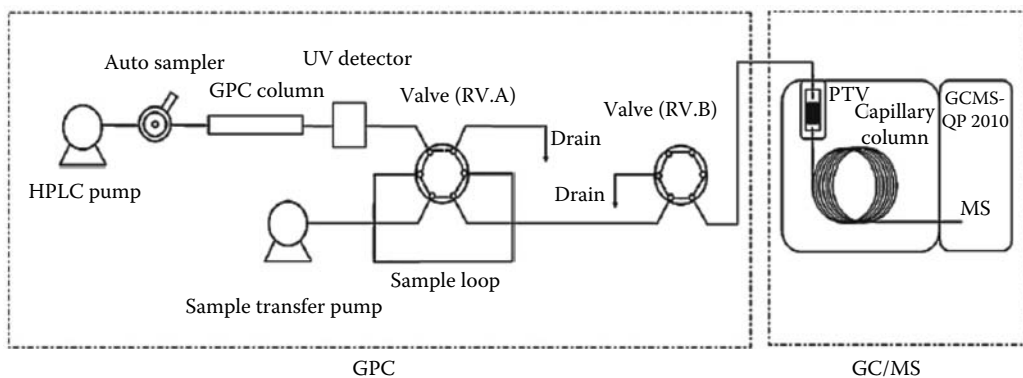 Auto sampler
UV detector
GPC column
Valve (RV.A)
Valve (RV.B)
Drain
Drain
HPLC pump
Sample transfer pump
Sample loop
PTV
Capillary
column
GCMS-
QP 2010
MS
GPC
GC/MS